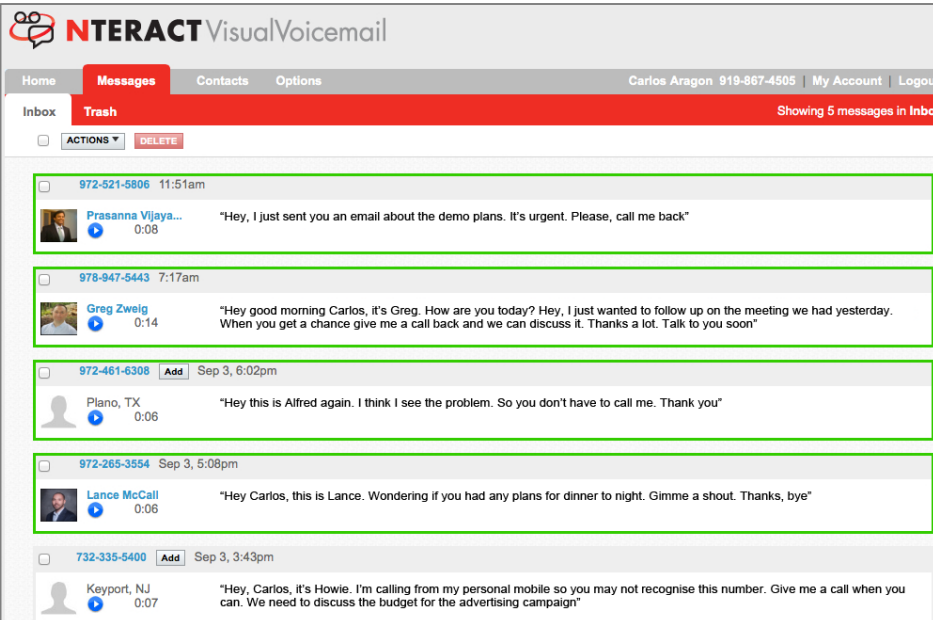 NTERACT VisualVoicemail
Home Messages Contacts Options Carlos Aragon 919-867-4505 | My Account | Logou
Inbox Trash Showing 5 messages in Inbo
ACTIONS ▼ DELETE
972-521-5806 11:51am
Prasanna Vijaya... “Hey, I just sent you an email about the demo plans. It’s urgent. Please, call me back”
0:08
978-947-5443 7:17am
Greg Zweig “Hey good morning Carlos, it’s Greg. How are you today? Hey, I just wanted to follow up on the meeting we had yesterday.
0:14 When you get a chance give me a call back and we can discuss it. Thanks a lot. Talk to you soon”
972-461-6308 Add Sep 3, 6:02pm
Plano, TX “Hey this is Alfred again. I think I see the problem. So you don’t have to call me. Thank you”
0:06
972-265-3554 Sep 3, 5:08pm
Lance McCall “Hey Carlos, this is Lance. Wondering if you had any plans for dinner to night. Gimme a shout. Thanks, bye”
0:06
732-335-5400 Add Sep 3, 3:43pm
Keyport, NJ “Hey, Carlos, it’s Howie. I’m calling from my personal mobile so you may not recognise this number. Give me a call when you
0:07 can. We need to discuss the budget for the advertising campaign”